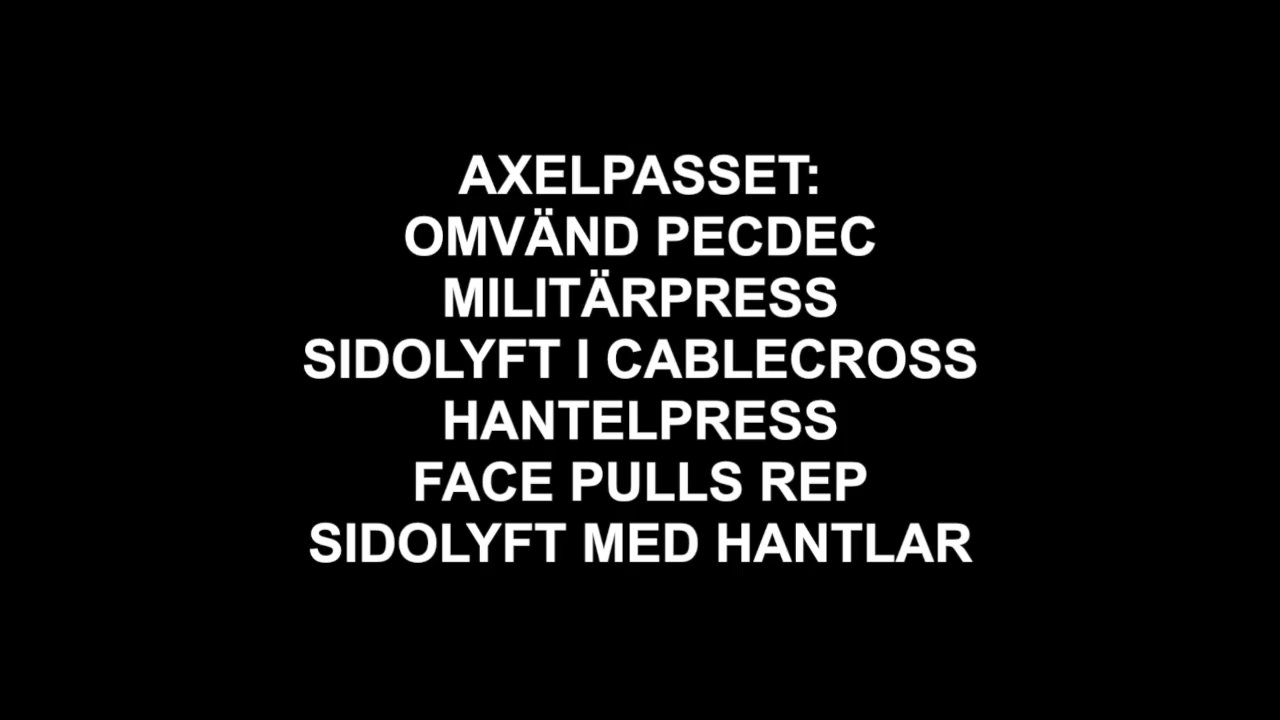 AXELPASSET:
OMVÄND PECDEC
MILITÄRPRESS
SIDOLYFT I CABLECROSS
HANTELPRESS
FACE PULLS REP
SIDOLYFT MED HANTLAR